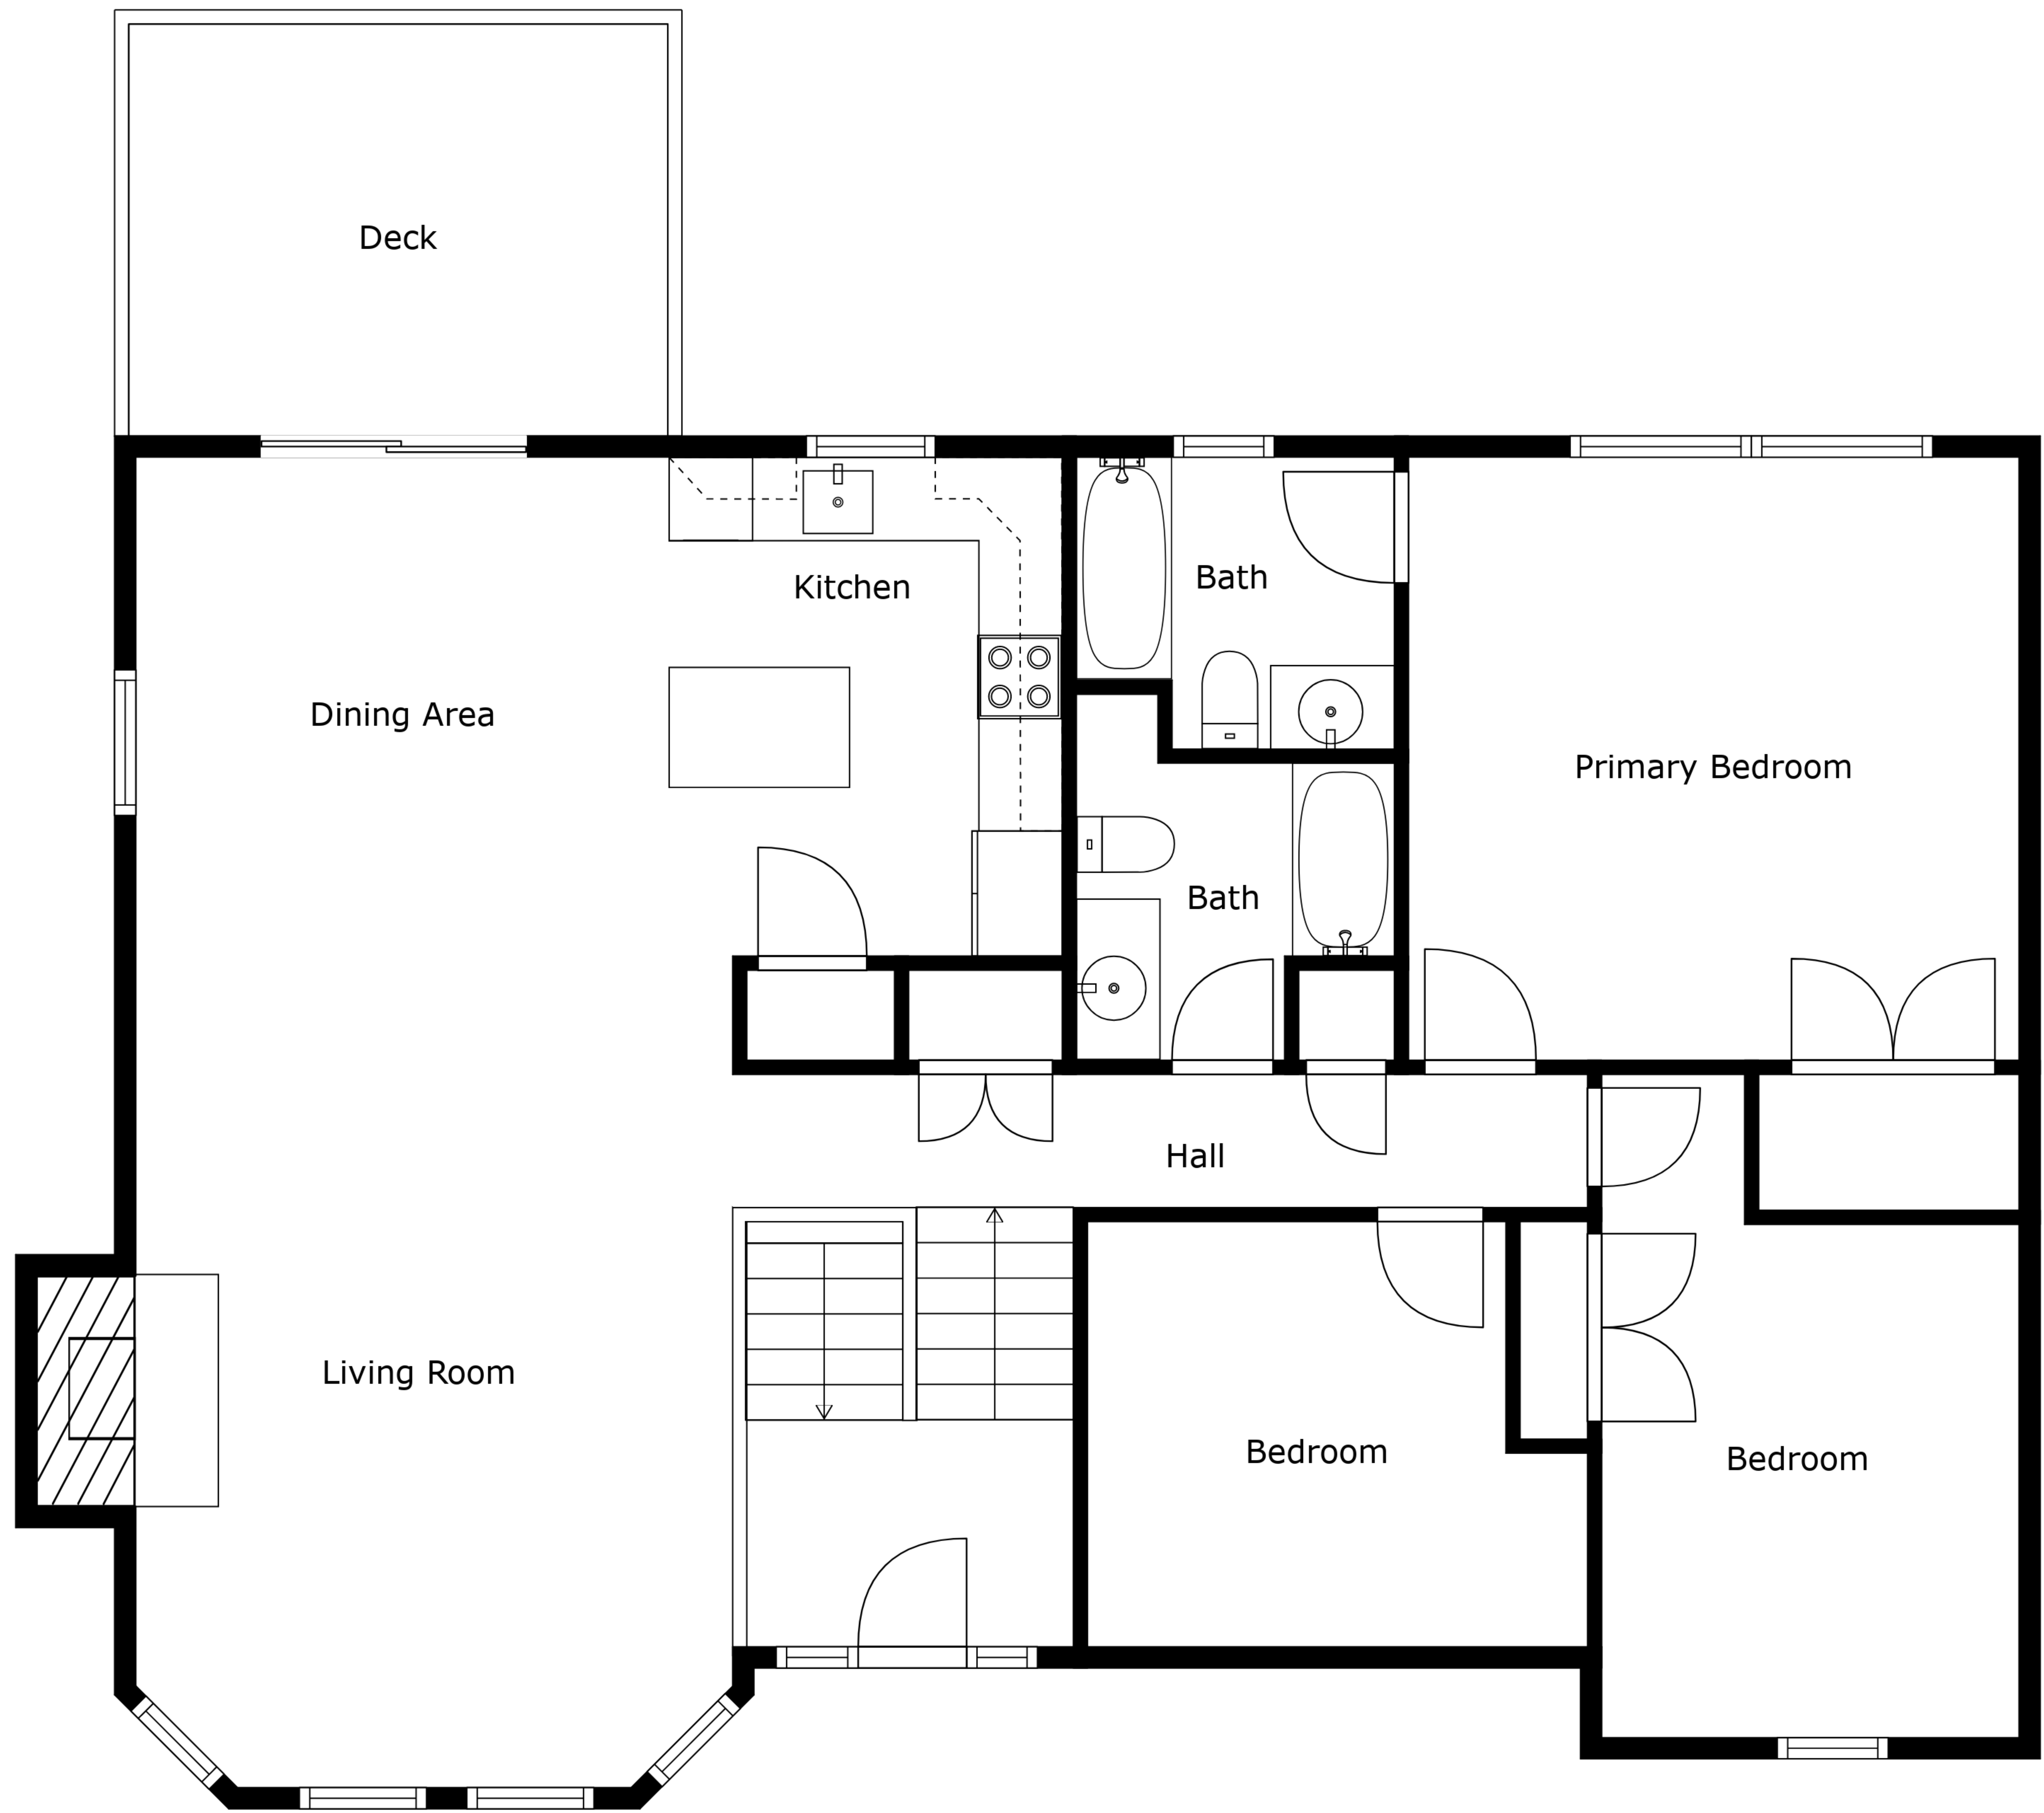 Deck
Kitchen
Bath
Dining Area
Primary Bedroom
Bath
Hall
Living Room
Bedroom
Bedroom